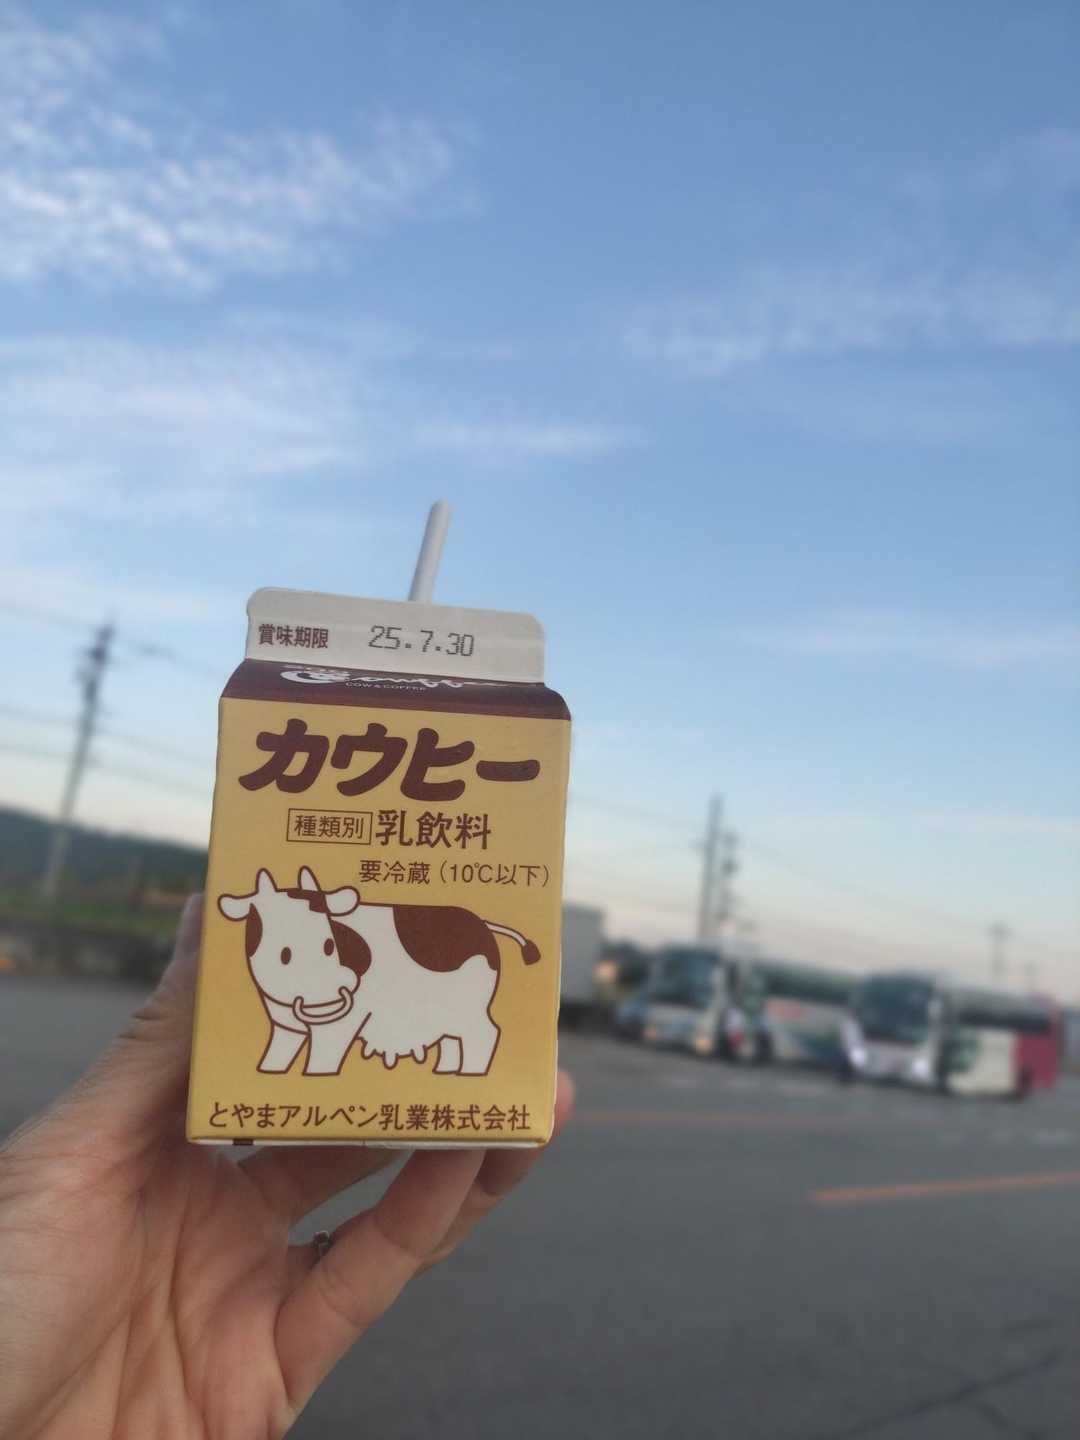 賞味期限 25.7.30
COW&COFFEE
カウヒー
種類別 乳飲料
要冷蔵(10℃以下)
とやまアルペン乳業株式会社